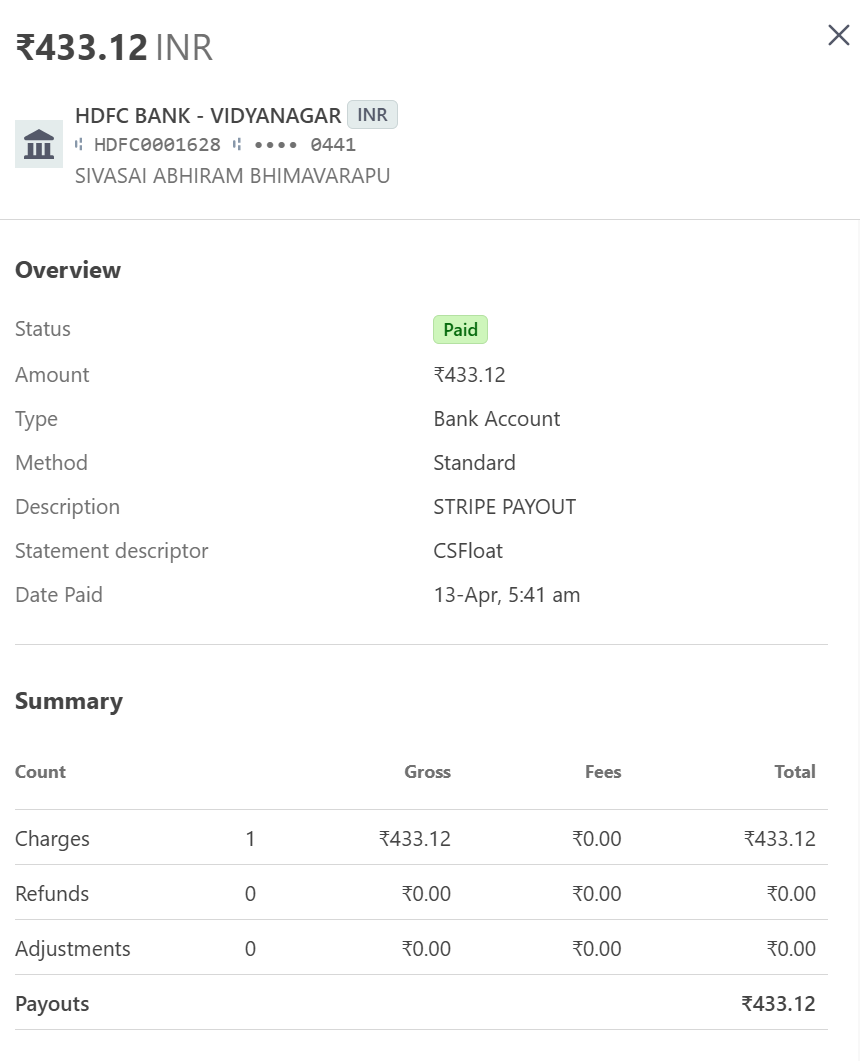 ₹433.12 INR
HDFC BANK - VIDYANAGAR INR
HDFC0001628 •••• 0441
SIVASAI ABHIRAM BHIMAVARAPU
Overview
Status Paid
Amount ₹433.12
Type Bank Account
Method Standard
Description STRIPE PAYOUT
Statement descriptor CSFloat
Date Paid 13-Apr, 5:41 am
Summary
Count Gross Fees Total
Charges 1 ₹433.12 ₹0.00 ₹433.12
Refunds 0 ₹0.00 ₹0.00 ₹0.00
Adjustments 0 ₹0.00 ₹0.00 ₹0.00
Payouts ₹433.12